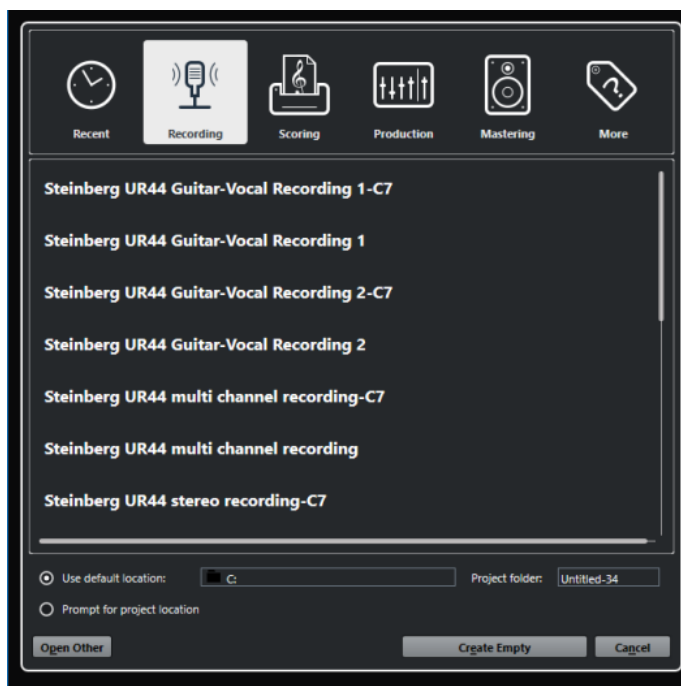 Recent Recording Scoring Production Mastering More
Steinberg UR44 Guitar-Vocal Recording 1-C7
Steinberg UR44 Guitar-Vocal Recording 1
Steinberg UR44 Guitar-Vocal Recording 2-C7
Steinberg UR44 Guitar-Vocal Recording 2
Steinberg UR44 multi channel recording-C7
Steinberg UR44 multi channel recording
Steinberg UR44 stereo recording-C7
Use default location: C: Project folder: Untitled-34
Prompt for project location
Open Other Create Empty Cancel